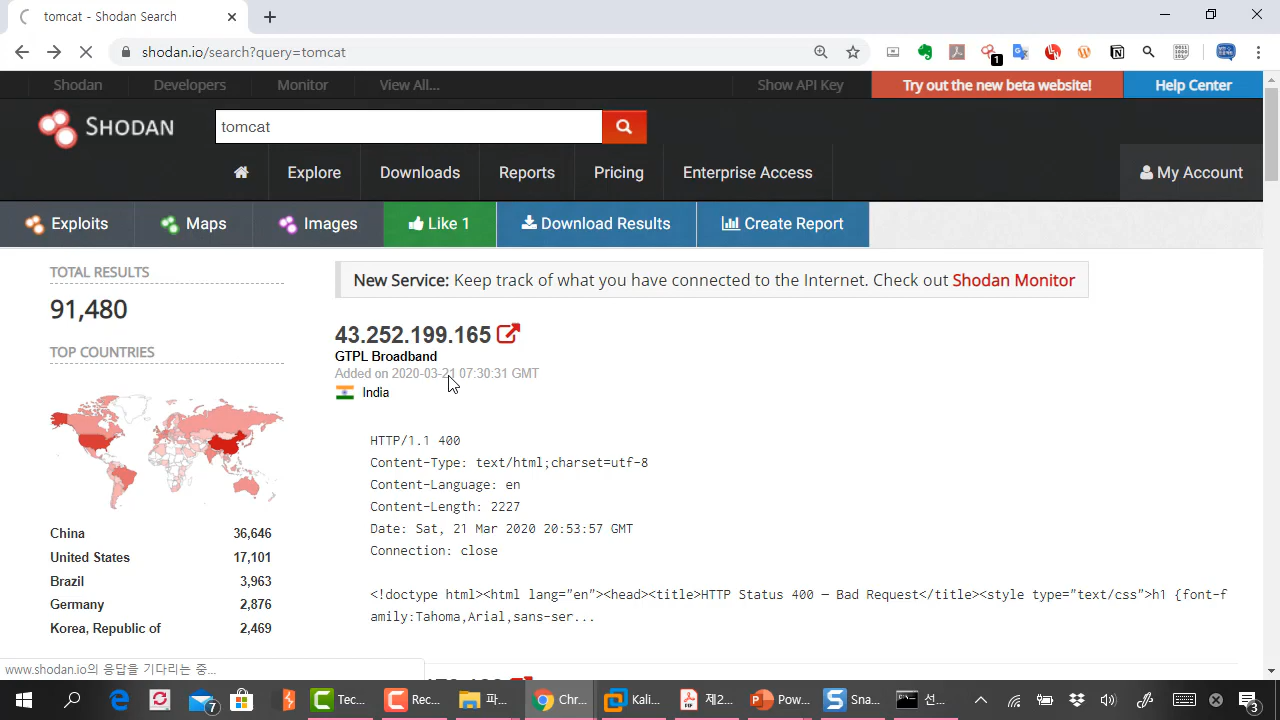 tomcat - Shodan Search
shodan.io/search?query=tomcat
1
Shodan Developers Monitor View All... Show API Key Try out the new beta website! Help Center
SHODAN tomcat
Explore Downloads Reports Pricing Enterprise Access My Account
Exploits Maps Images Like 1 Download Results Create Report
TOTAL RESULTS
91,480
TOP COUNTRIES
China 36,646
United States 17,101
Brazil 3,963
Germany 2,876
Korea, Republic of 2,469
New Service: Keep track of what you have connected to the Internet. Check out Shodan Monitor
43.252.199.165
GTPL Broadband
Added on 2020-03-21 07:30:31 GMT
India
HTTP/1.1 400
Content-Type: text/html;charset=utf-8
Content-Language: en
Content-Length: 2227
Date: Sat, 21 Mar 2020 20:53:57 GMT
Connection: close
<!doctype html><html lang="en"><head><title>HTTP Status 400 – Bad Request</title><style type="text/css">h1 {font-f
amily:Tahoma,Arial,sans-ser...
www.shodan.io의 응답을 기다리는 중...
7 Tec... Rec... 파... Chr... Kali... 제2... Pow... Sna... 선... 3